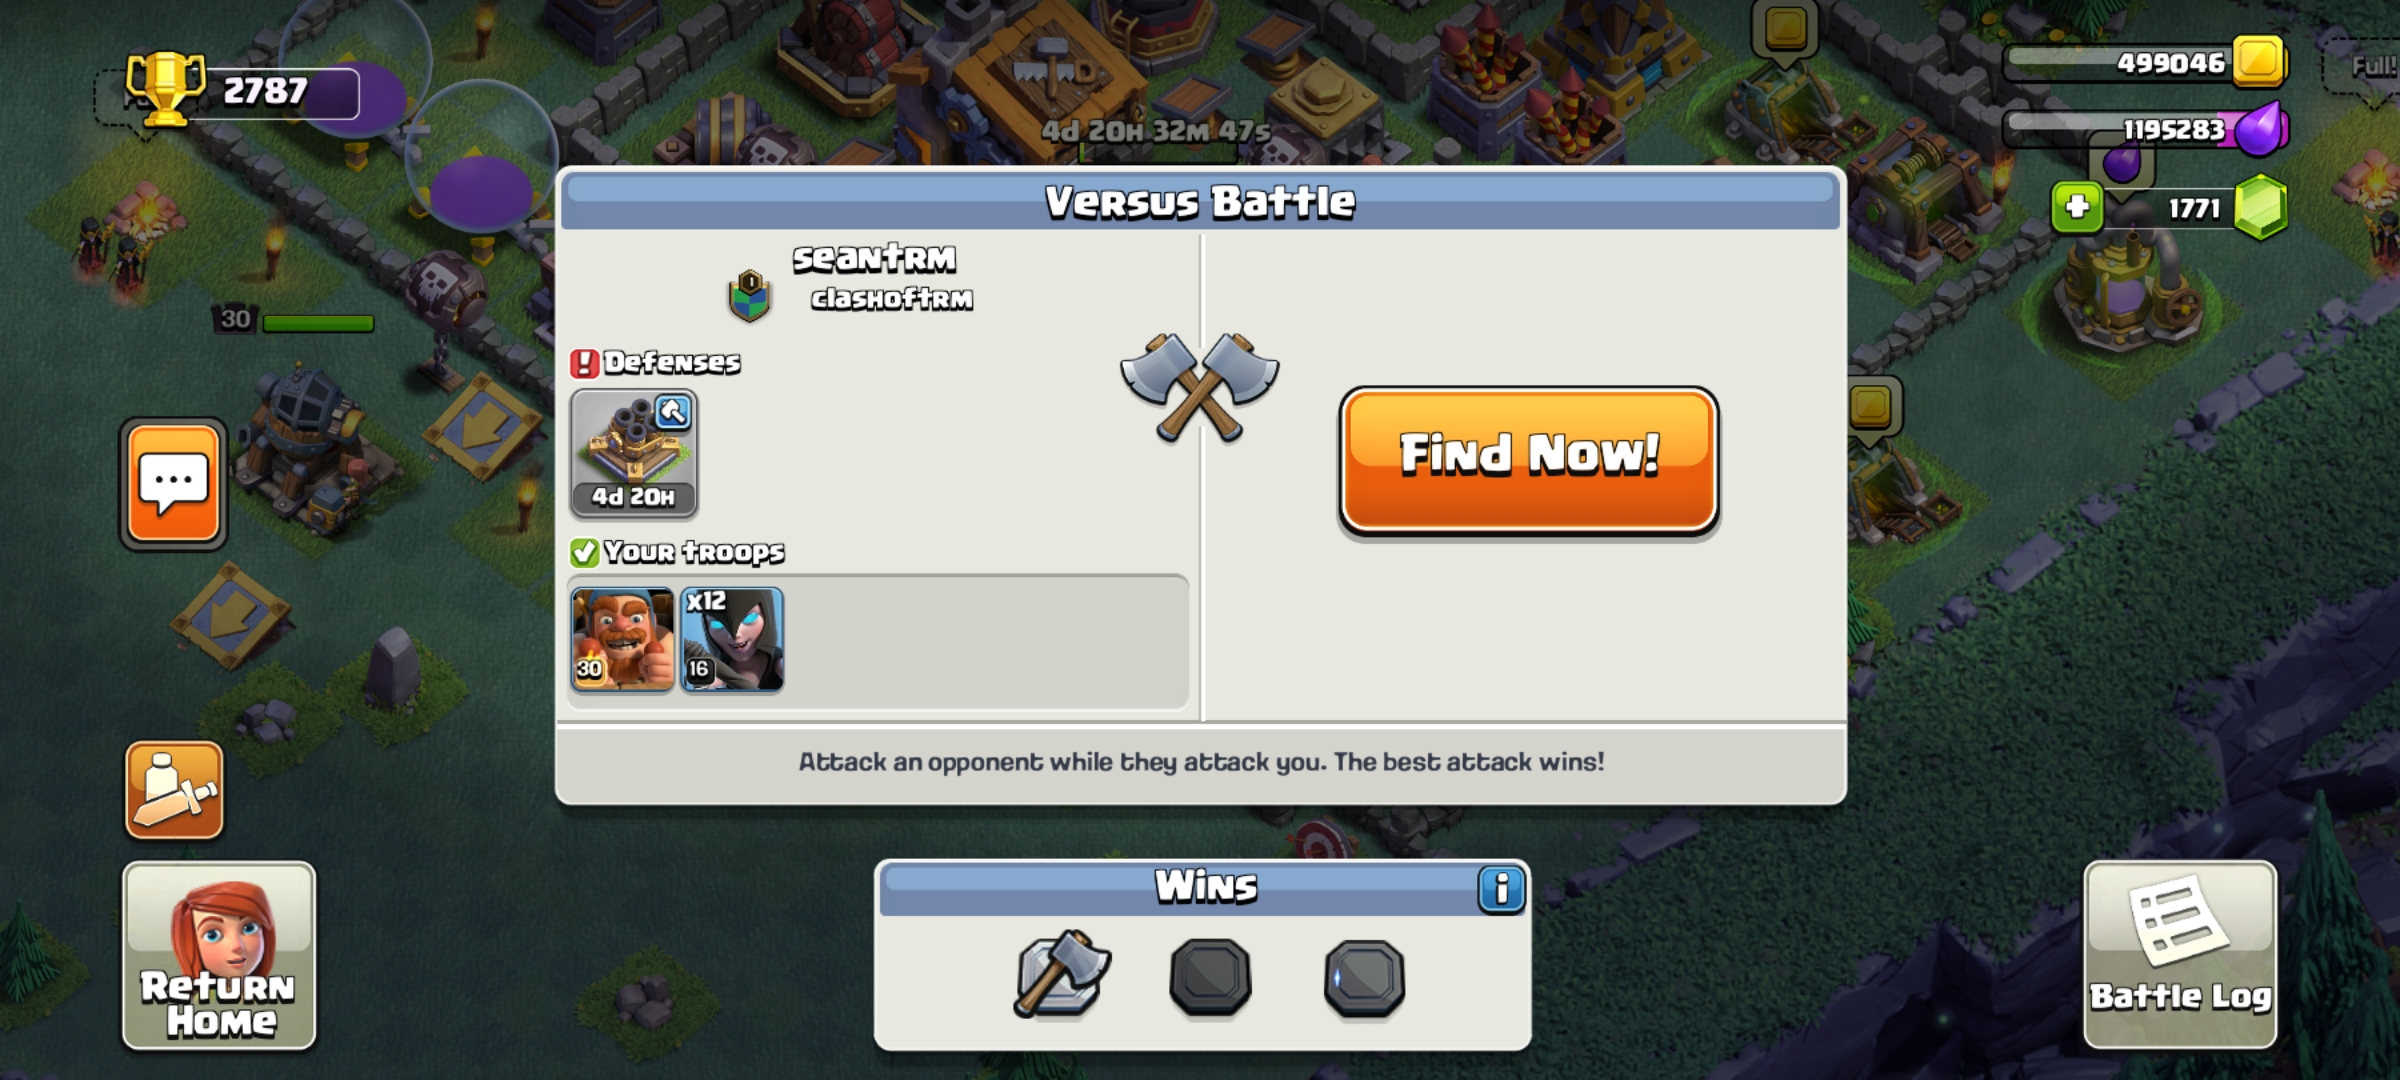 2787
499046
Full!
1195283
1771
4d 20H 32M 47s
Versus Battle
seantrm
clashoftrm
30
! Defenses
4d 20H
Find Now!
Your troops
x12
30
16
Attack an opponent while they attack you. The best attack wins!
Wins
i
Return
Home
Battle Log